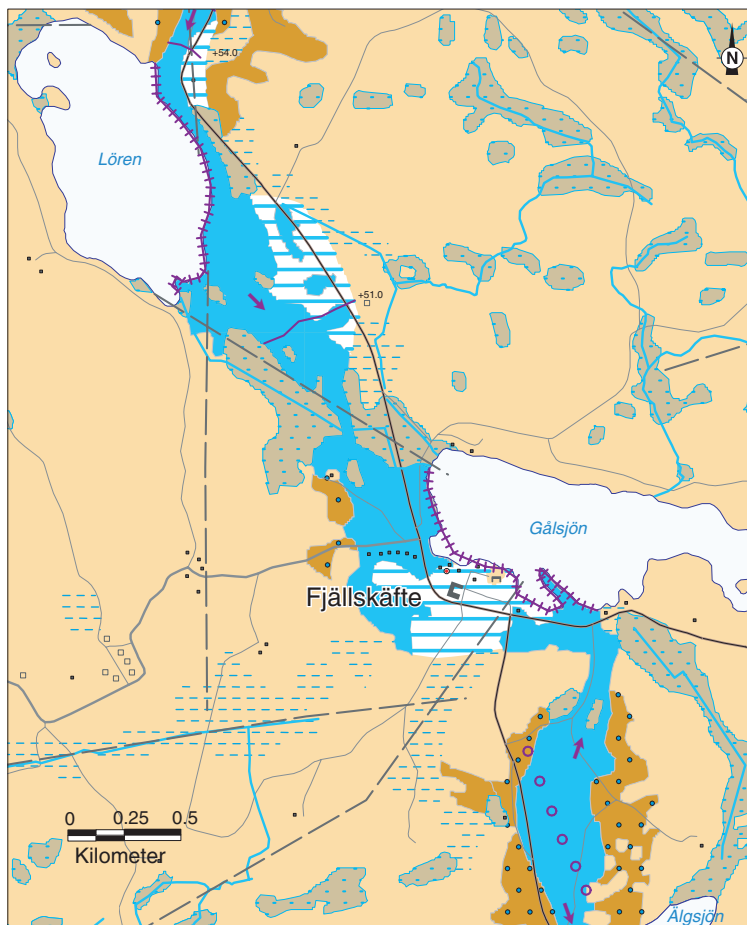 +54.0
N
Lören
+51.0
Gålsjön
Fjällskäfte
0 0.25 0.5
Kilometer
Älgsjön